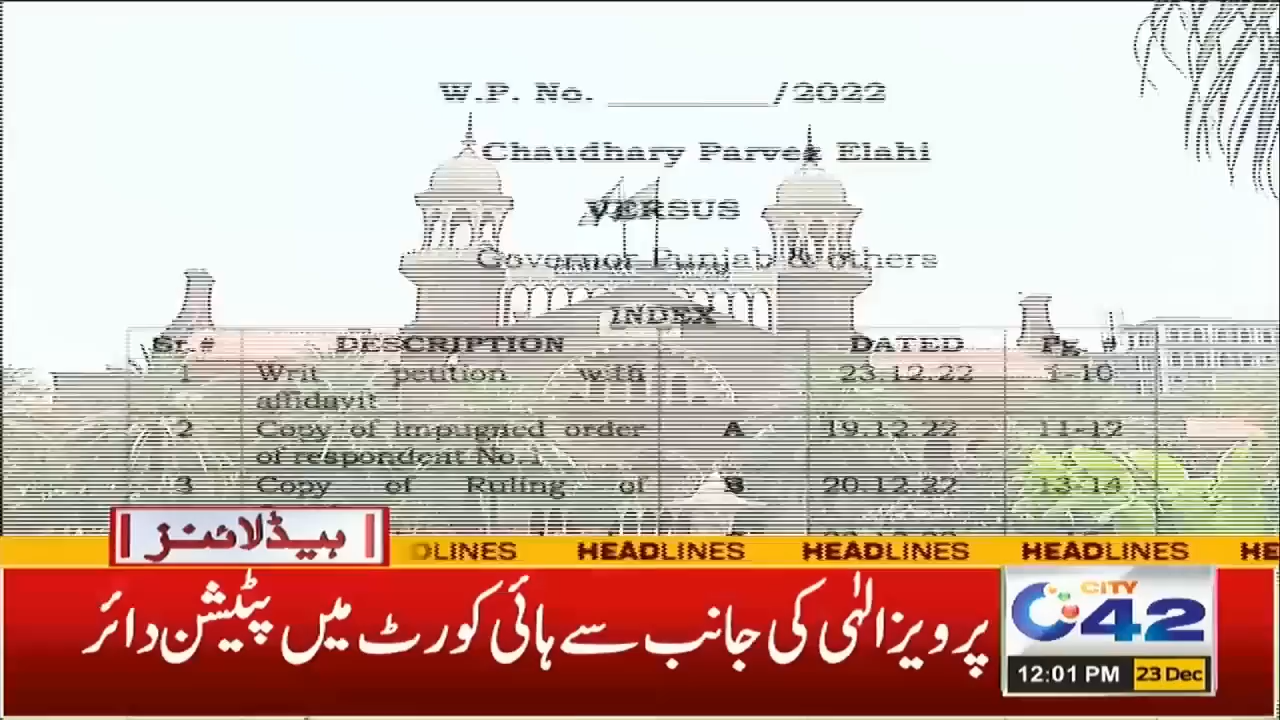 W.P. No. __________/2022
Chaudhary Parvez Elahi
VERSUS
Governor Punjab & others
INDEX
Sr. # DESCRIPTION DATED Pg. #
1 Writ petition with 23.12.22 1-10
affidavit
2 Copy of impugned order A 19.12.22 11-12
of respondent No.1
3 Copy of Ruling of B 20.12.22 13-14
ہیڈلائنز
DLINES HEADLINES HEADLINES HEADLINES HE
پرویز الٰہی کی جانب سے ہائی کورٹ میں پٹیشن دائر
CITY
42
12:01 PM 23 Dec